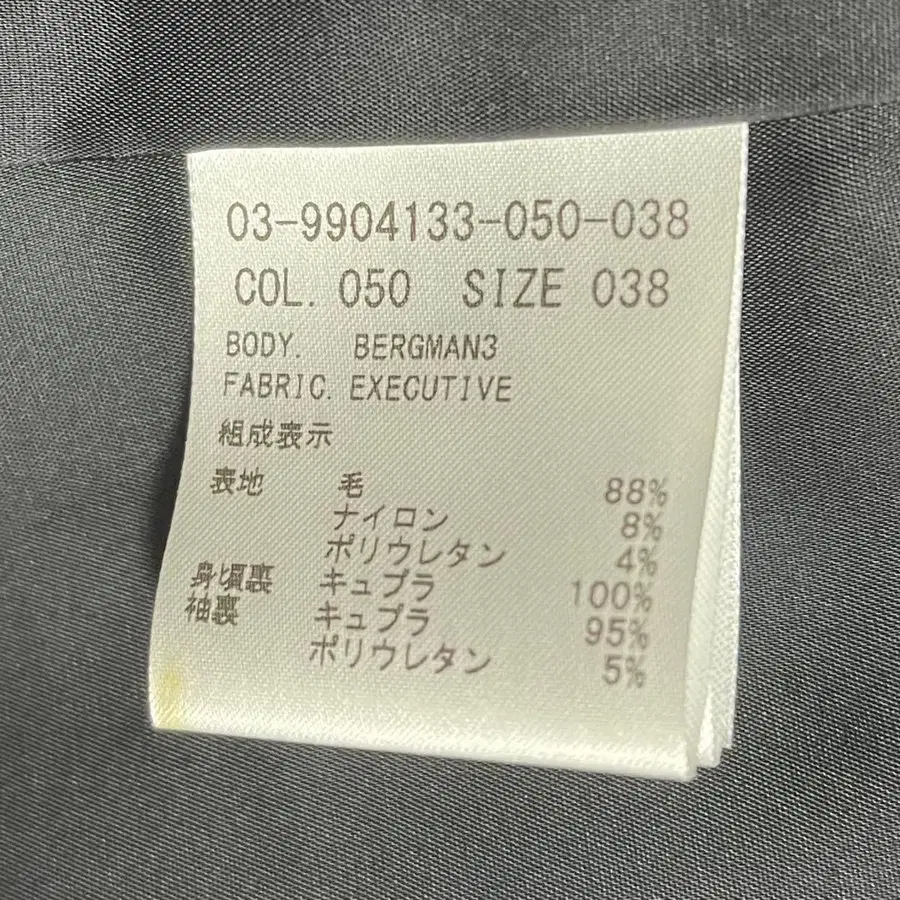 03-9904133-050-038
COL. 050 SIZE 038
BODY. BERGMAN3
FABRIC. EXECUTIVE
組成表示
表地 毛 88%
ナイロン 8%
ポリウレタン 4%
身頃裏 キュプラ 100%
袖裏 キュプラ 95%
ポリウレタン 5%